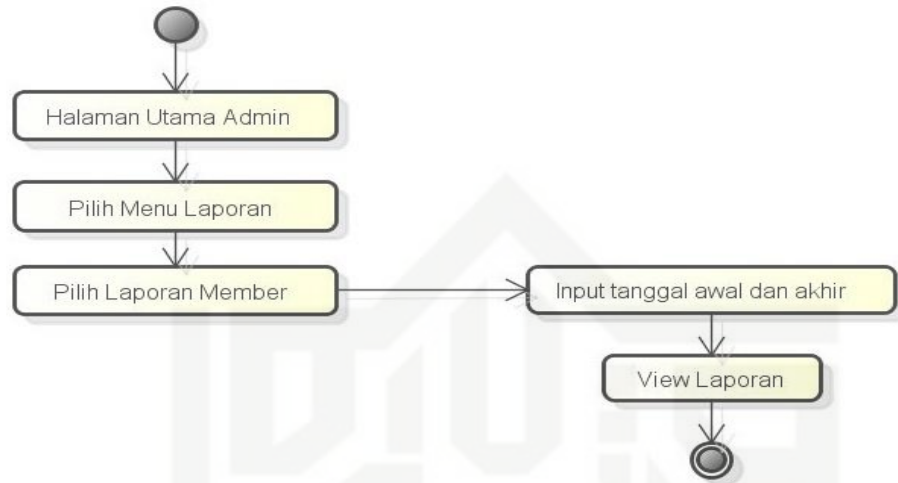 Halaman Utama Admin
Pilih Menu Laporan
Pilih Laporan Member
Input tanggal awal dan akhir
View Laporan